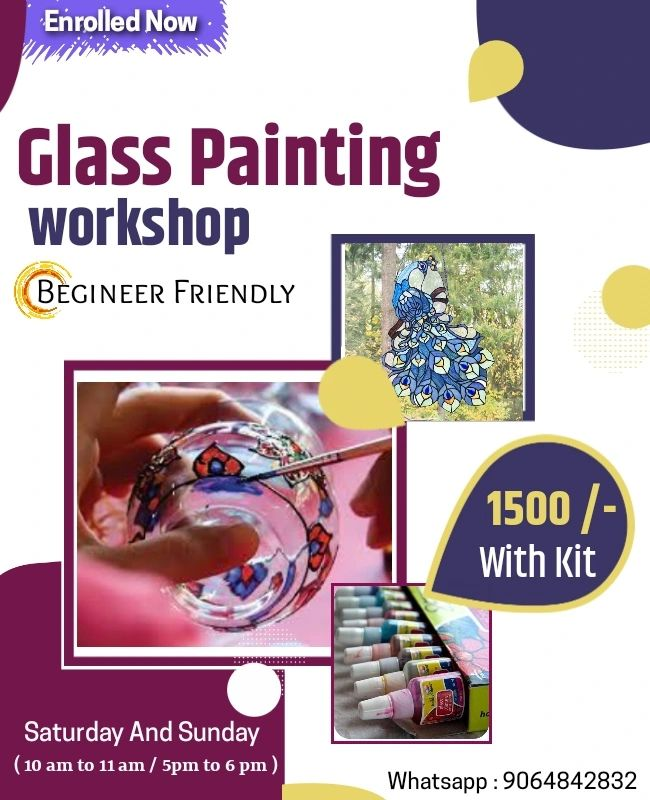 Enrolled Now
Glass Painting
workshop
Begineer Friendly
1500 /-
With Kit
Saturday And Sunday
( 10 am to 11 am / 5pm to 6 pm )
Whatsapp : 9064842832